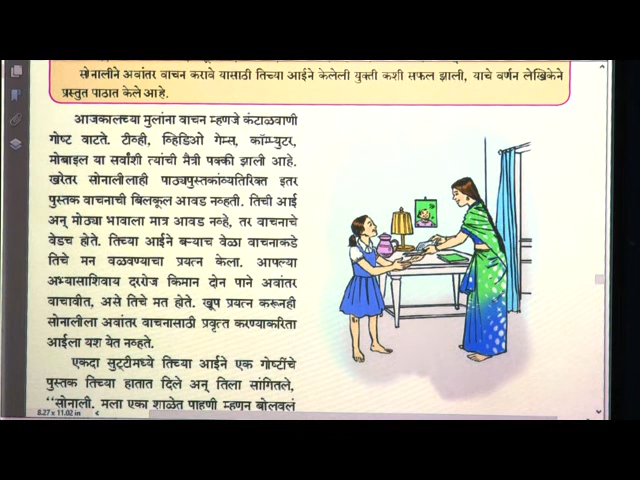 सोनालीने अवांतर वाचन करावे यासाठी तिच्या आईने केलेली युक्ती कशी सफल झाली, याचे वर्णन लेखिकेने
प्रस्तुत पाठात केले आहे.
आजकालच्या मुलांना वाचन म्हणजे कंटाळवाणी
गोष्ट वाटते. टीव्ही, व्हिडिओ गेम्स, कॉम्प्युटर,
मोबाइल या सर्वांशी त्यांची मैत्री पक्की झाली आहे.
खरेतर सोनालीलाही पाठ्यपुस्तकांव्यतिरिक्त इतर
पुस्तक वाचनाची बिलकूल आवड नव्हती. तिची आई
अन् मोठ्या भावाला मात्र आवड नव्हे, तर वाचनाचे
वेडच होते. तिच्या आईने बऱ्याच वेळा वाचनाकडे
तिचे मन वळवण्याचा प्रयत्न केला. आपल्या
अभ्यासाशिवाय दररोज किमान दोन पाने अवांतर
वाचावीत, असे तिचे मत होते. खूप प्रयत्न करूनही
सोनालीला अवांतर वाचनासाठी प्रवृत्त करण्याकरिता
आईला यश येत नव्हते.
एकदा सुट्टीमध्ये तिच्या आईने एक गोष्टींचे
पुस्तक तिच्या हातात दिले अन् तिला सांगितले,
“सोनाली, मला एका शाळेत पाहुणी म्हणून बोलवलं
8.27 x 11.02 in